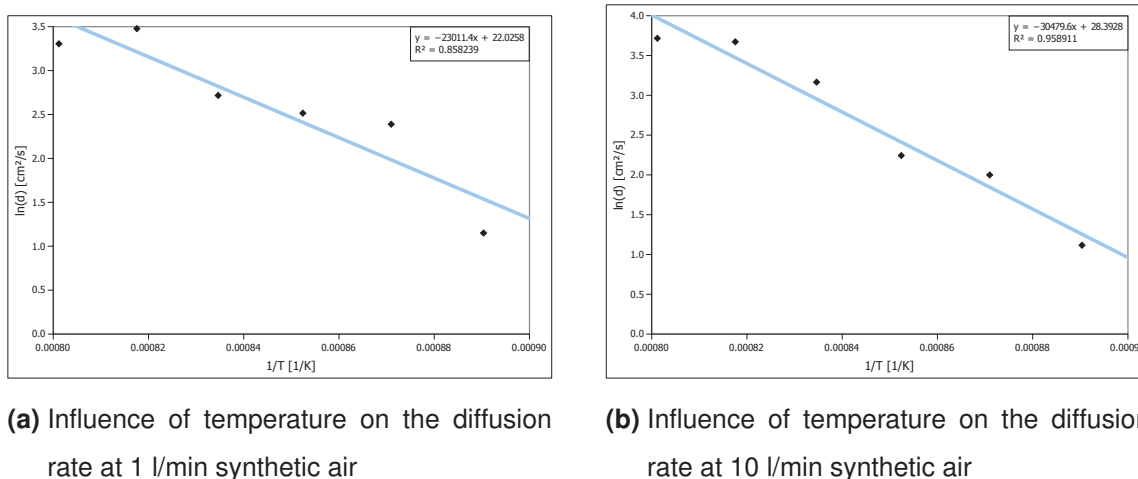 y = −23011.4x + 22.0258
R² = 0.858239
3.5
3.0
2.5
2.0
1.5
1.0
0.5
0.0
ln(d) [cm²/s]
0.00080 0.00082 0.00084 0.00086 0.00088 0.00090
1/T [1/K]
(a) Influence of temperature on the diffusion
rate at 1 l/min synthetic air
y = −30479.6x + 28.3928
R² = 0.958911
4.0
3.5
3.0
2.5
2.0
1.5
1.0
0.5
0.0
ln(d) [cm²/s]
0.00080 0.00082 0.00084 0.00086 0.00088 0.0009
1/T [1/K]
(b) Influence of temperature on the diffusion
rate at 10 l/min synthetic air